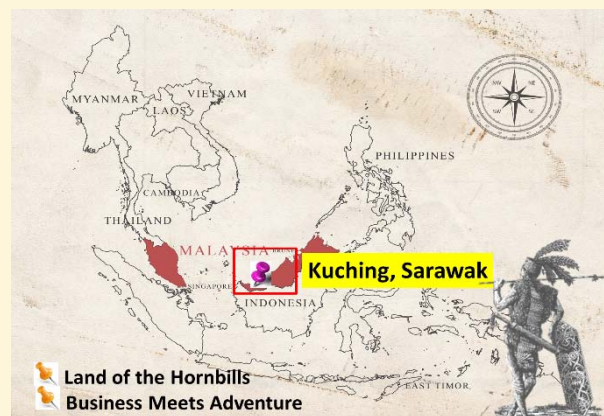 MYANMAR
VIETNAM
LAOS
PHILIPPINES
CAMBODIA
THAILAND
MALAYSIA
Kuching, Sarawak
SINGAPORE
INDONESIA
EAST TIMOR
Land of the Hornbills
Business Meets Adventure